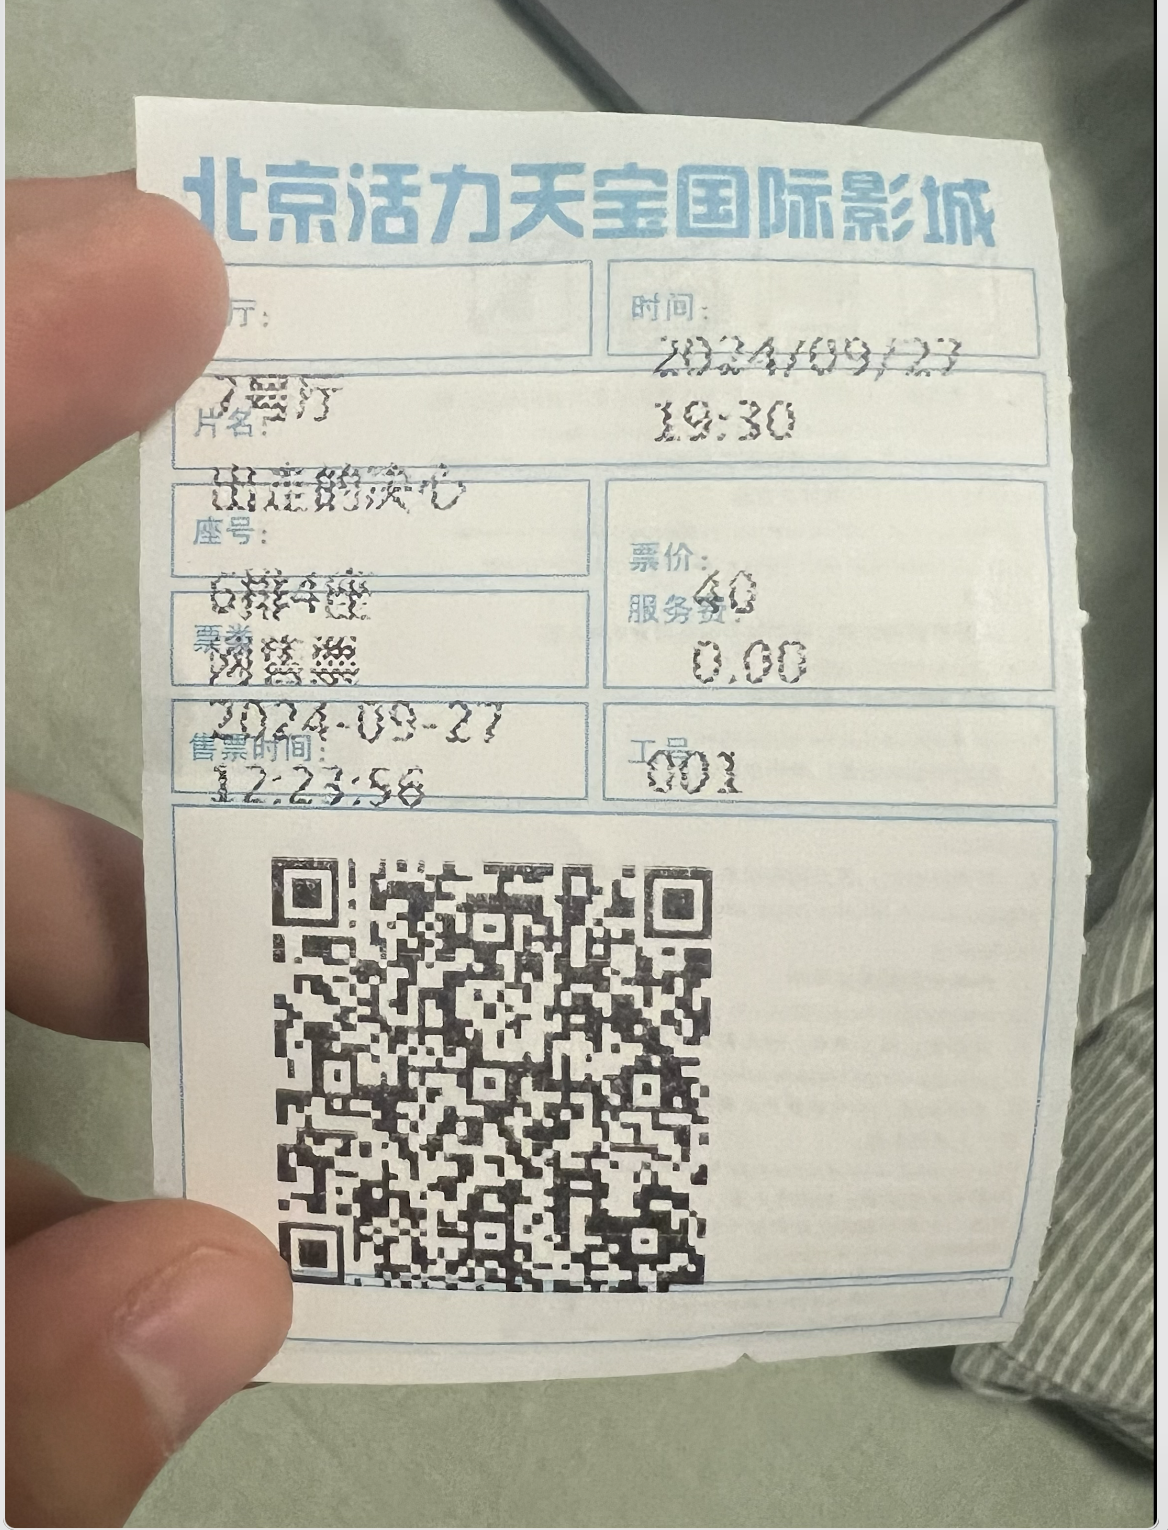 北京活力天宝国际影城
厅:
时间:
2024/09/27
19:30
7号厅
片名:
出走的决心
座号:
6排4座
票价:
40
服务费:
0.00
票类
2024-09-27
售票时间:
12:23:56
工号
001